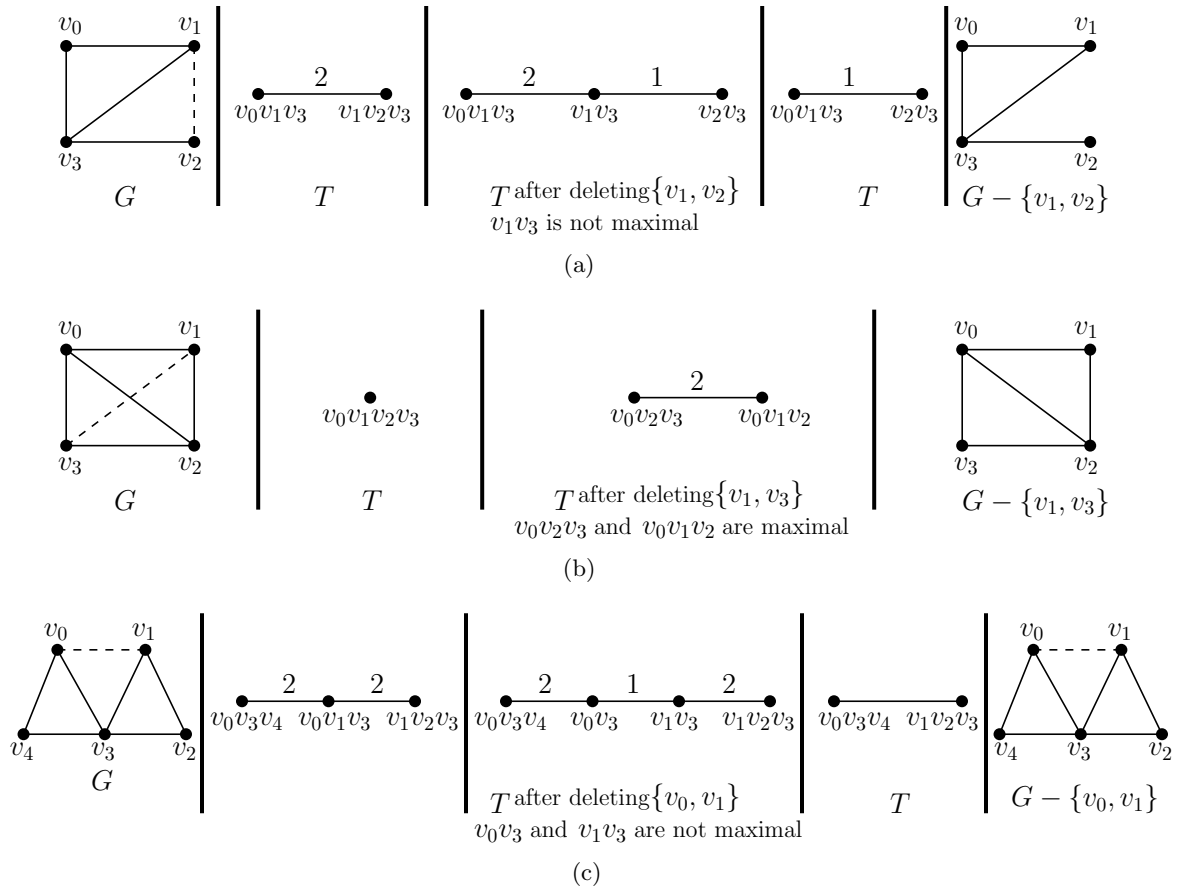 v₀ v₁ 2 2 1 1 v₀ v₁
v₀v₁v₃ v₁v₂v₃ v₀v₁v₃ v₁v₃ v₂v₃ v₀v₁v₃ v₂v₃
v₃ v₂ v₃ v₂
G T T after deleting{v₁, v₂} T G − {v₁, v₂}
v₁v₃ is not maximal
(a)
v₀ v₁ v₀ v₁
2
v₀v₁v₂v₃ v₀v₂v₃ v₀v₁v₂
v₃ v₂ v₃ v₂
G T T after deleting{v₁, v₃} G − {v₁, v₃}
v₀v₂v₃ and v₀v₁v₂ are maximal
(b)
v₀ v₁ v₀ v₁
2 2 2 1 2
v₀v₃v₄ v₀v₁v₃ v₁v₂v₃ v₀v₃v₄ v₀v₃ v₁v₃ v₁v₂v₃ v₀v₃v₄ v₁v₂v₃
v₄ v₃ v₂ v₄ v₃ v₂
G T after deleting{v₀, v₁} T G − {v₀, v₁}
v₀v₃ and v₁v₃ are not maximal
(c)